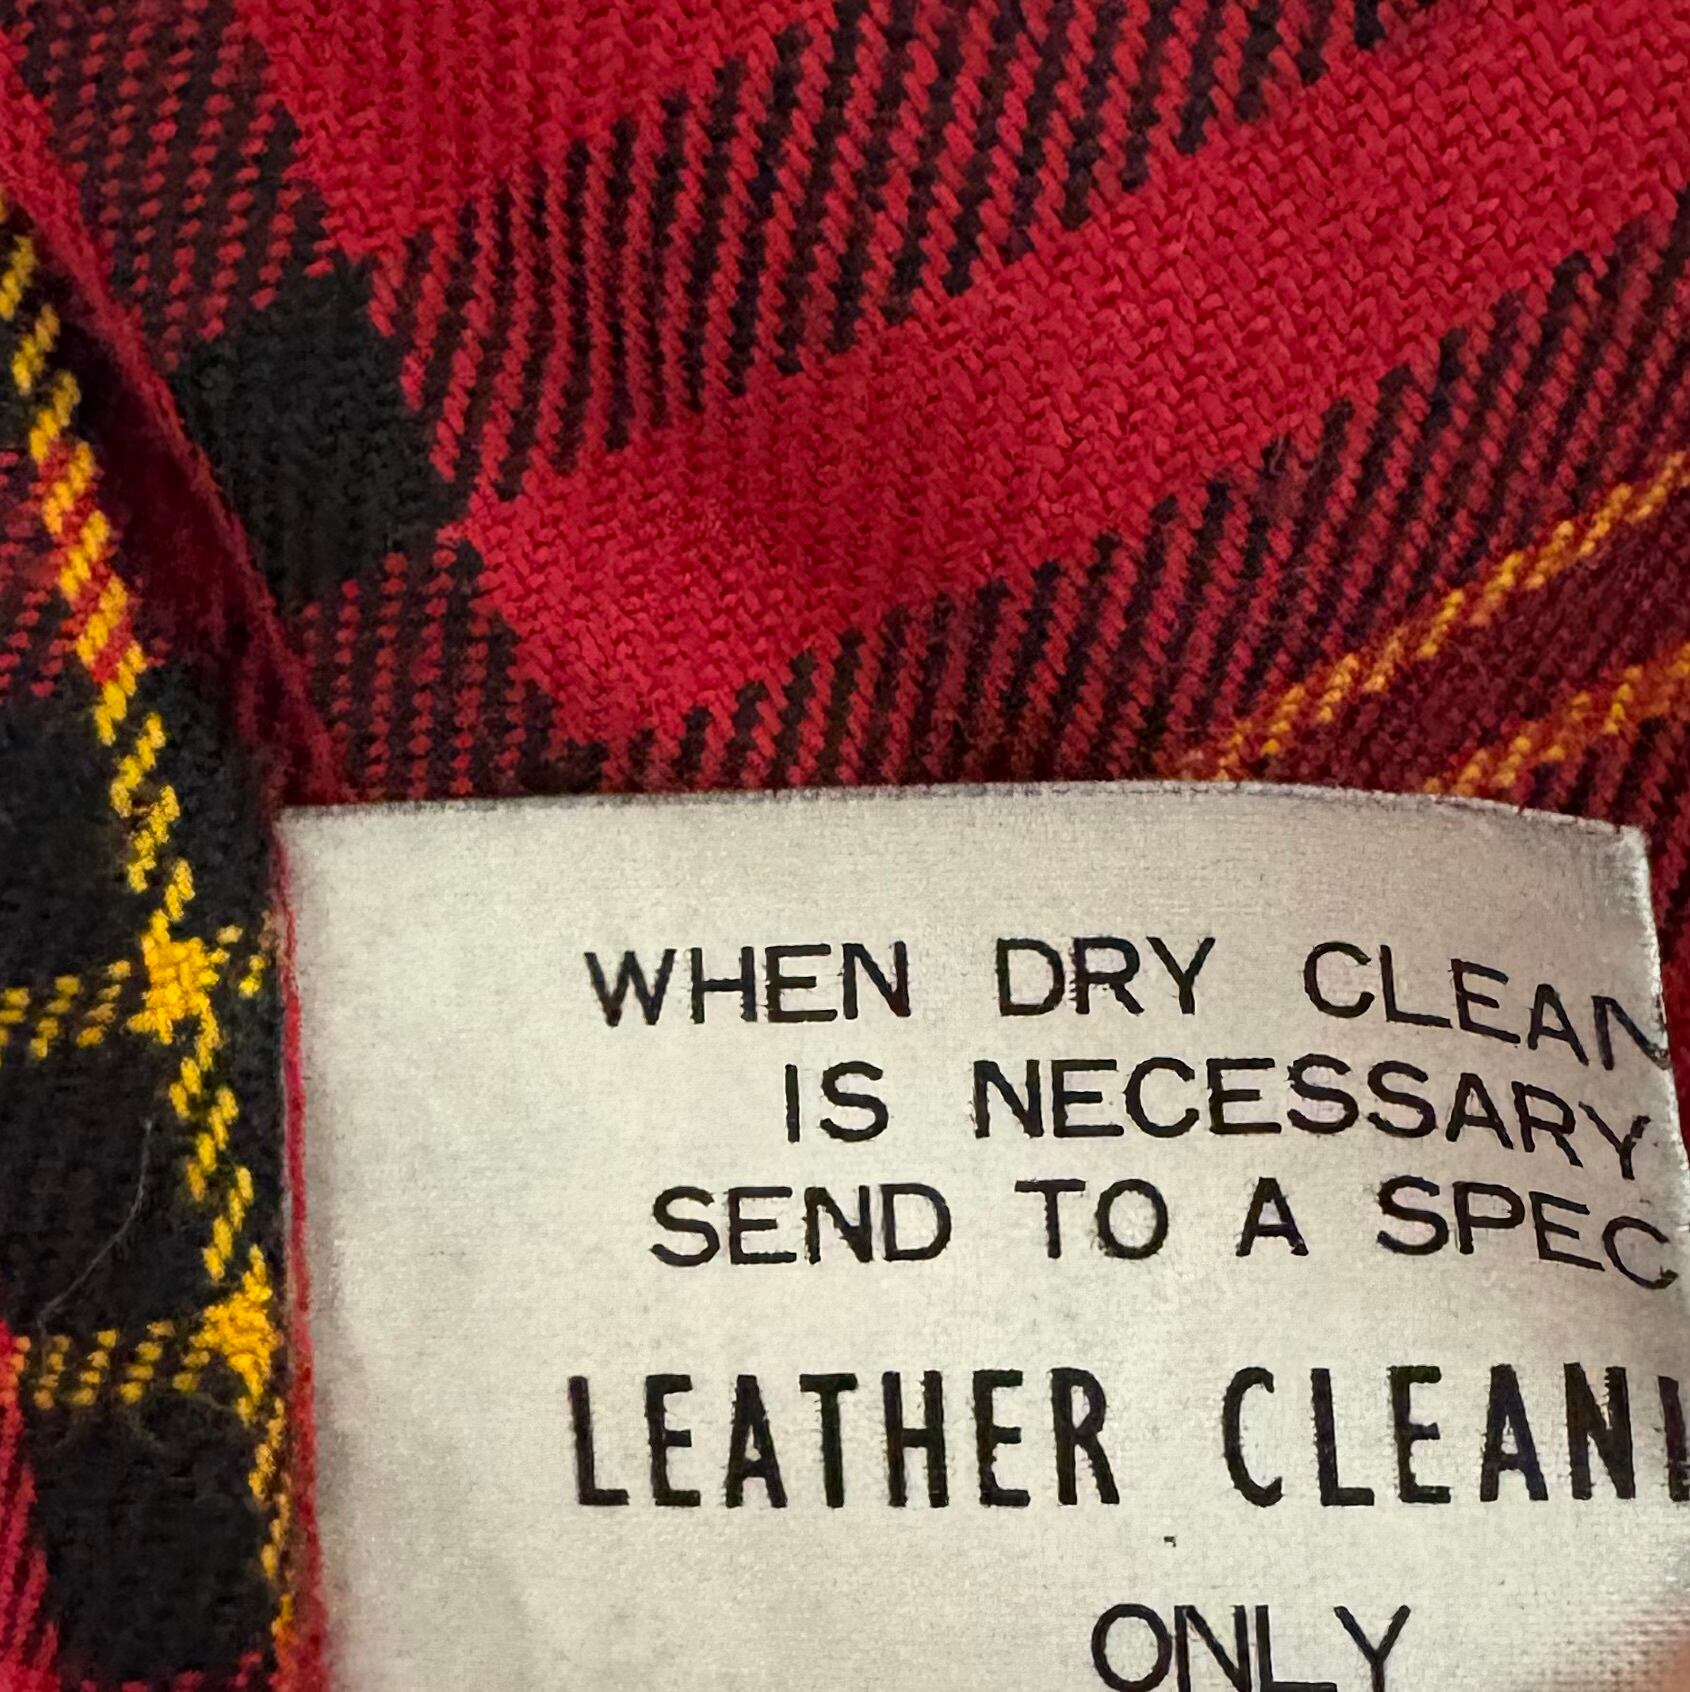 WHEN DRY CLEAN
IS NECESSARY
SEND TO A SPEC
LEATHER CLEAN
ONLY